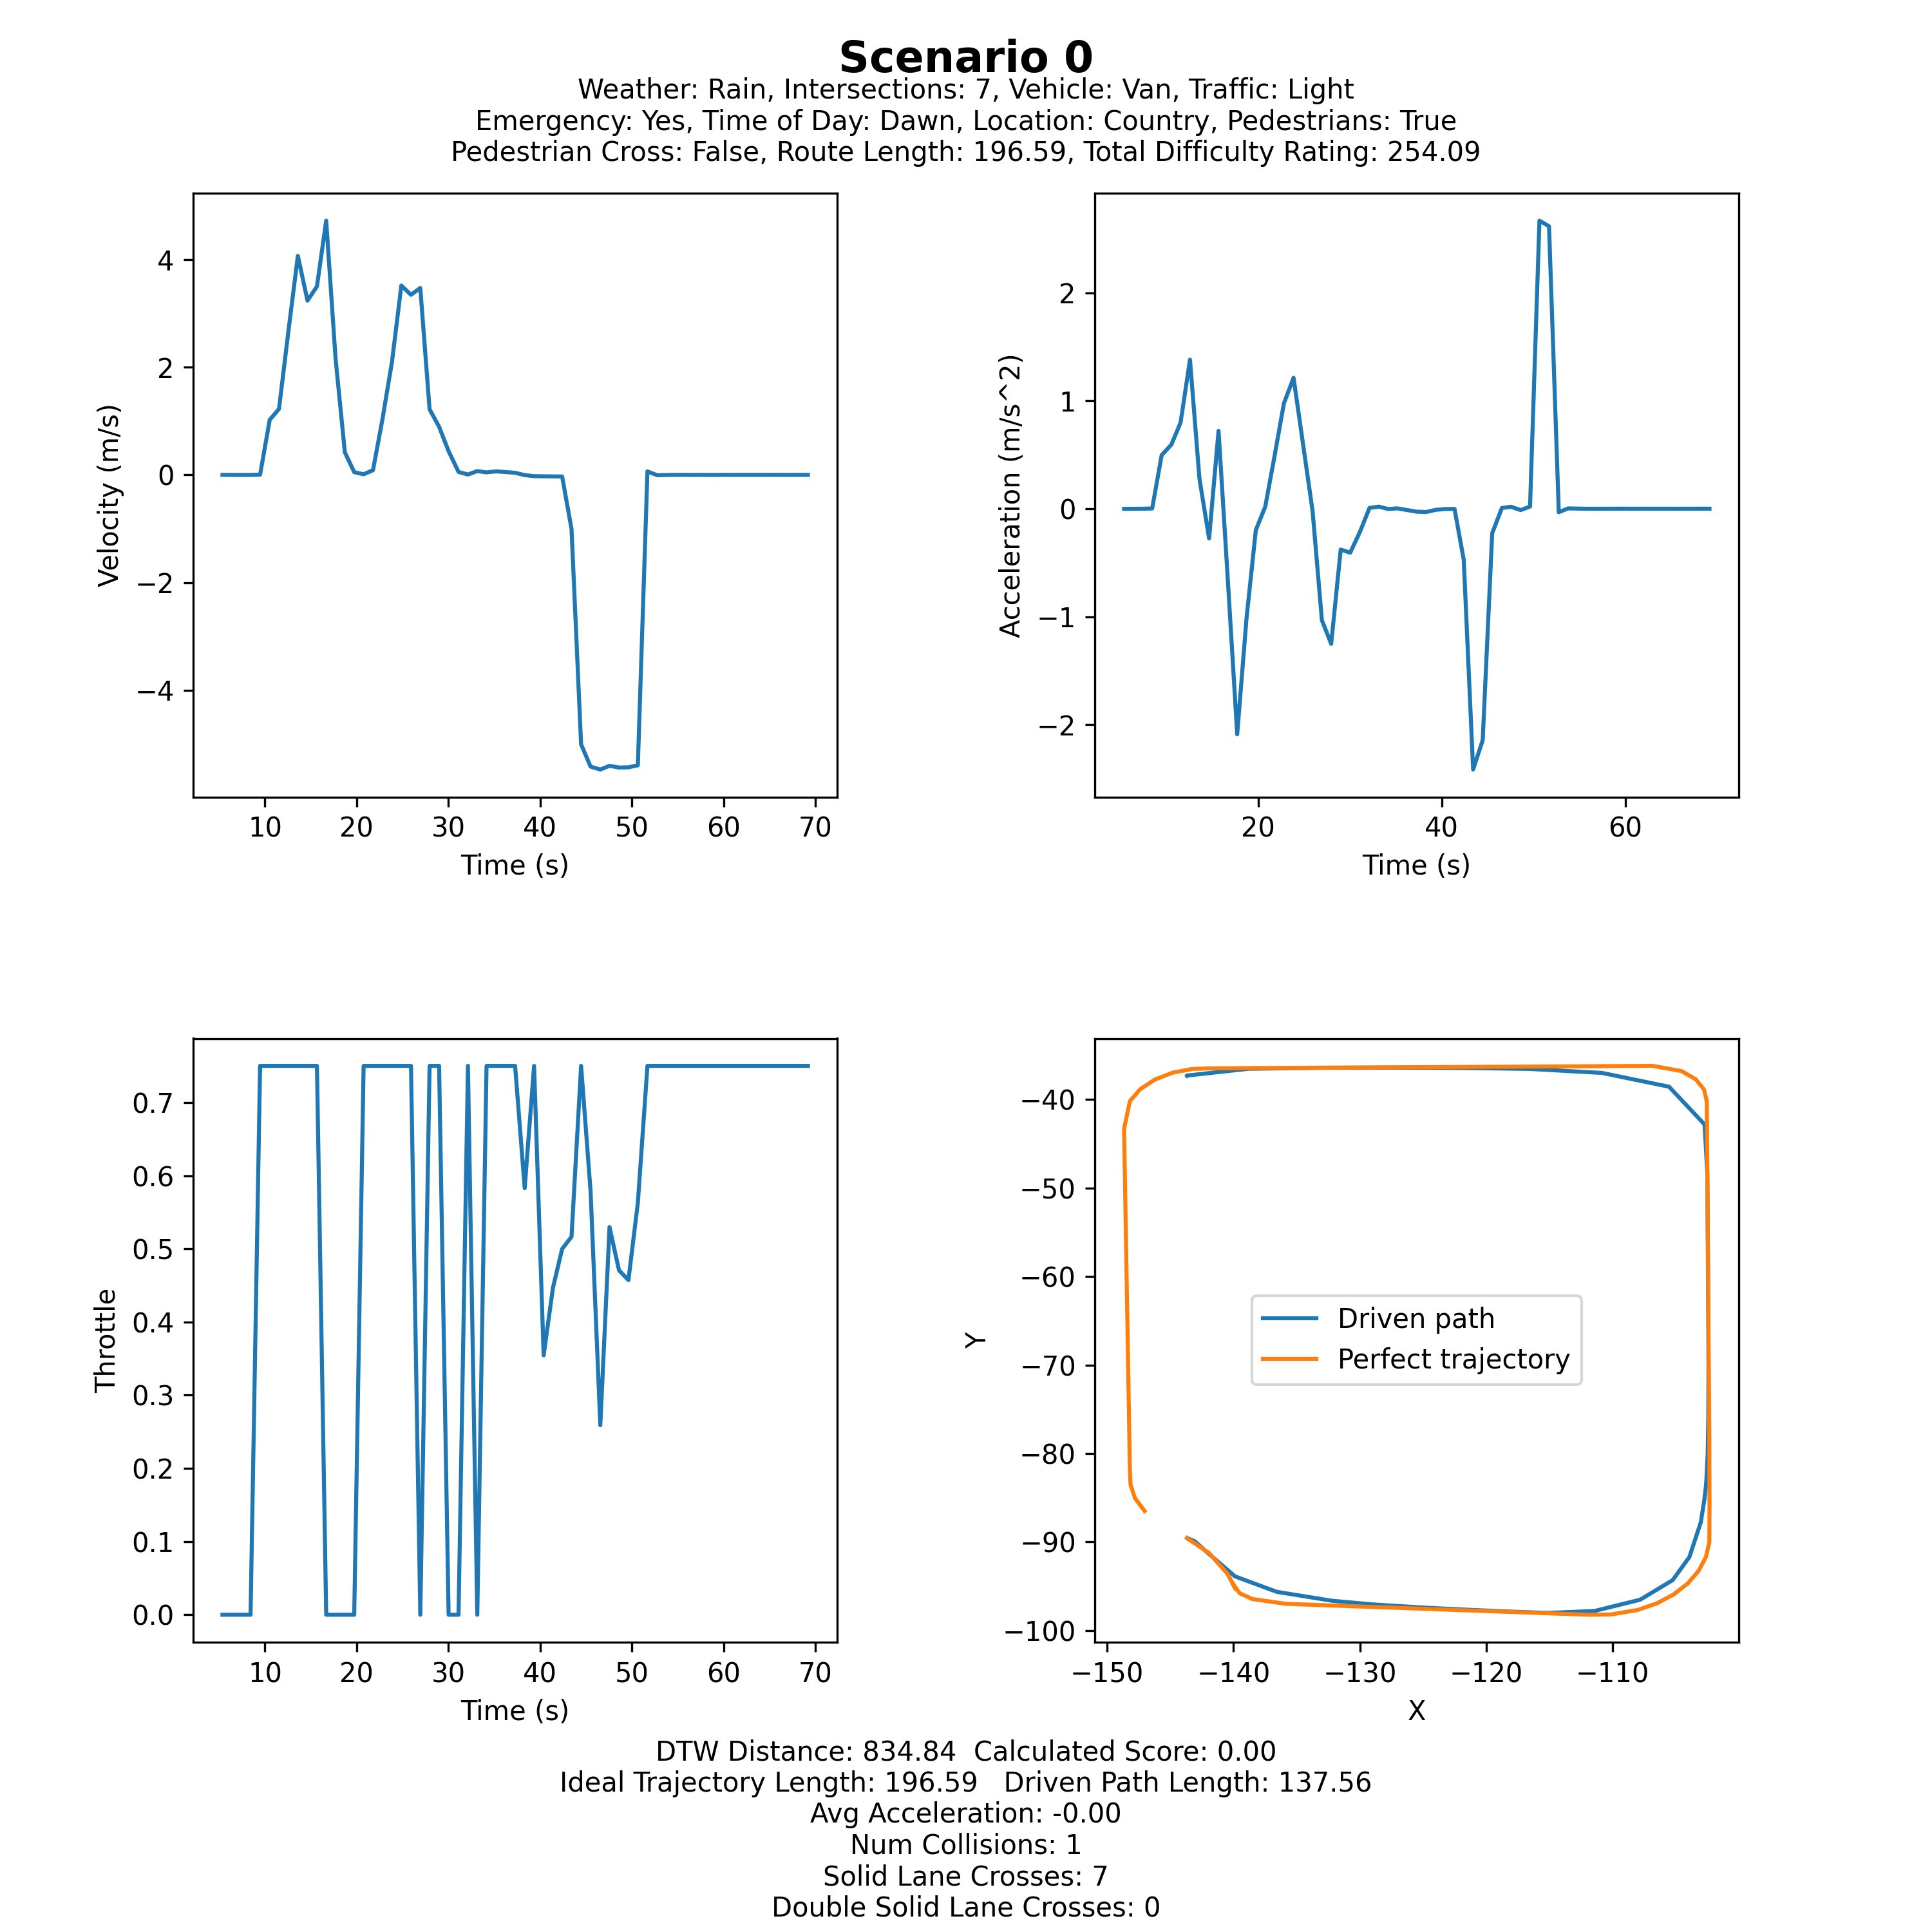 Scenario 0
Weather: Rain, Intersections: 7, Vehicle: Van, Traffic: Light
Emergency: Yes, Time of Day: Dawn, Location: Country, Pedestrians: True
Pedestrian Cross: False, Route Length: 196.59, Total Difficulty Rating: 254.09
Velocity (m/s)
4
2
0
−2
−4
10 20 30 40 50 60 70
Time (s)
Acceleration (m/s^2)
2
1
0
−1
−2
20 40 60
Time (s)
Throttle
0.7
0.6
0.5
0.4
0.3
0.2
0.1
0.0
10 20 30 40 50 60 70
Time (s)
Y
−40
−50
−60
−70
−80
−90
−100
Driven path
Perfect trajectory
−150 −140 −130 −120 −110
X
DTW Distance: 834.84 Calculated Score: 0.00
Ideal Trajectory Length: 196.59 Driven Path Length: 137.56
Avg Acceleration: -0.00
Num Collisions: 1
Solid Lane Crosses: 7
Double Solid Lane Crosses: 0